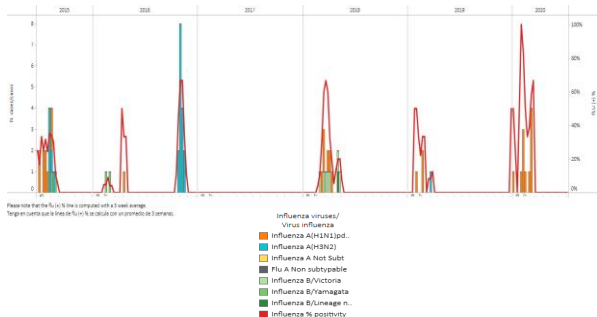 2015 2016 2017 2018 2019 2020
8 100%
7
6 80%
5 60%
4
3 40%
2
1 20%
0 0%
Please note that the flu (+) % line is computed with a 3 week average.
Tenga en cuenta que la línea de flu (+) % se calcula con un promedio de 3 semanas.
Influenza viruses/
Virus influenza
Influenza A(H1N1)pd..
Influenza A(H3N2)
Influenza A Not Subt
Flu A Non subtypable
Influenza B/Victoria
Influenza B/Yamagata
Influenza B/Lineage n..
Influenza % positivity